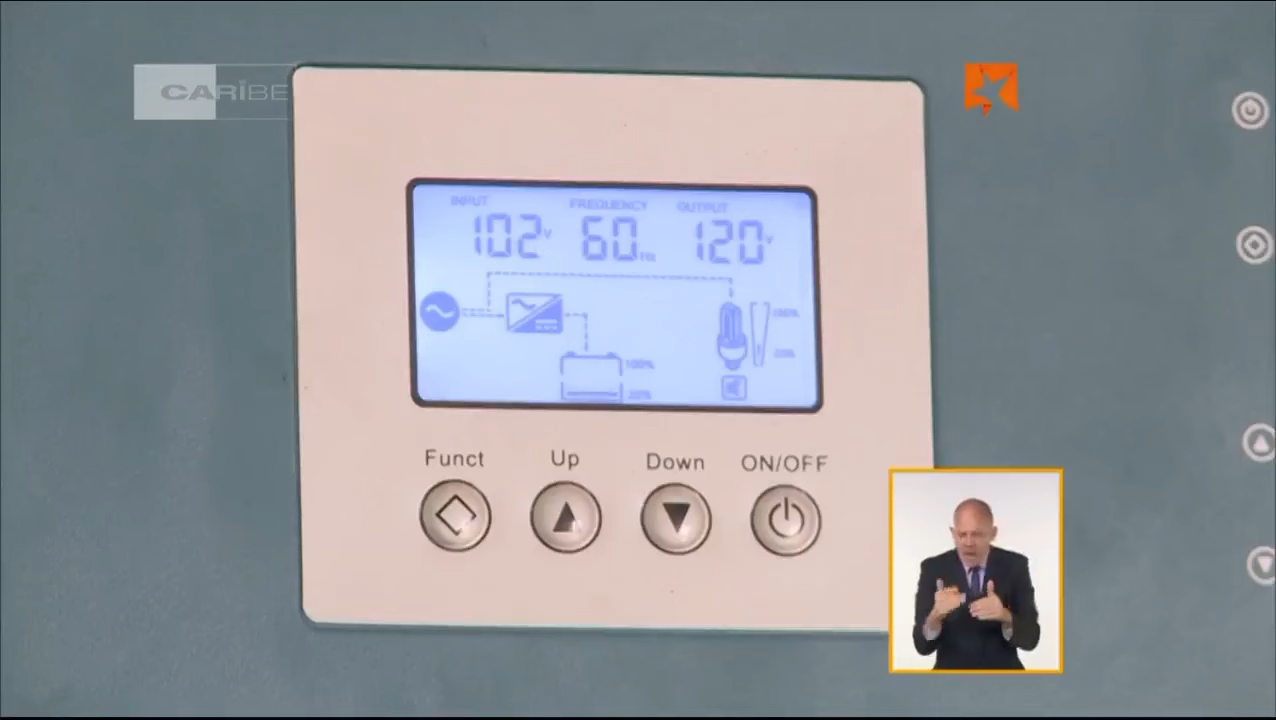 CARIBE
INPUT FREQUENCY OUTPUT
102V 60Hz 120V
100%
20%
100%
20%
Funct Up Down ON/OFF